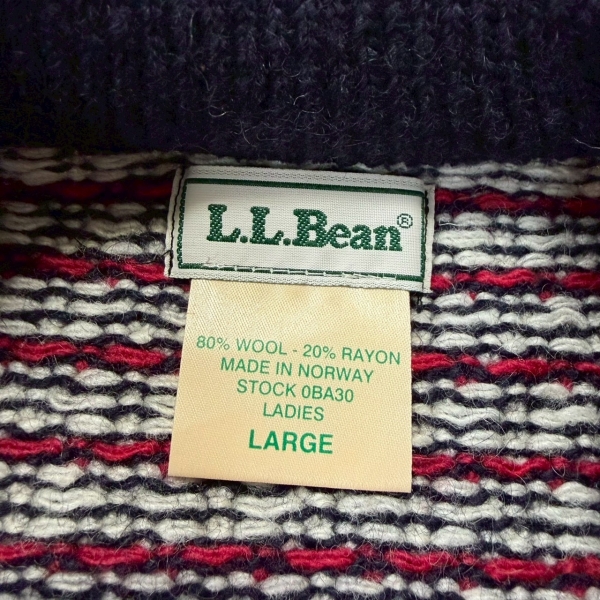 L.L.Bean®
80% WOOL - 20% RAYON
MADE IN NORWAY
STOCK 0BA30
LADIES
LARGE